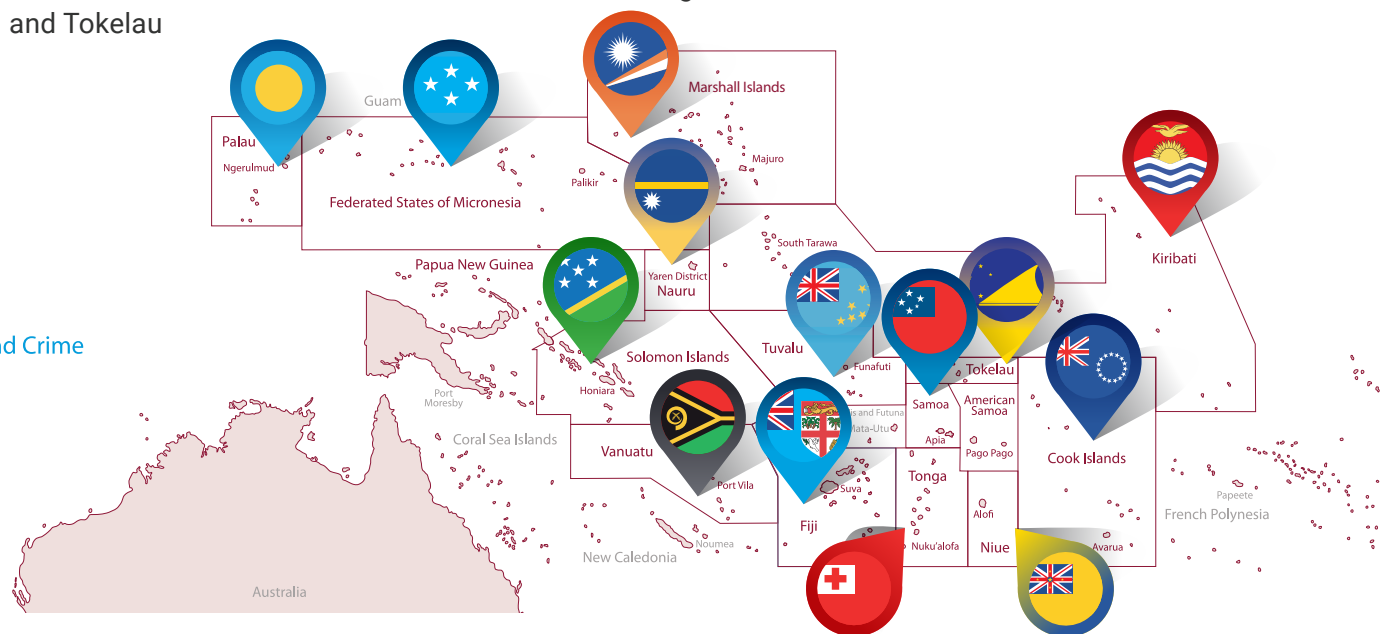 and Tokelau
Guam
Marshall Islands
Palau
Ngerulmud
Majuro
Palikir
Federated States of Micronesia
South Tarawa
Kiribati
Papua New Guinea
Yaren District
Nauru
nd Crime
Solomon Islands
Tuvalu
Funafuti
Tokelau
Honiara
Port
Moresby
Samoa
American
Samoa
is and Futuna
Mata-Utu
Coral Sea Islands
Apia
Vanuatu
Pago Pago
Cook Islands
Tonga
Port Vila
Suva
Papeete
French Polynesia
Alofi
Fiji
Noumea
New Caledonia
Nuku'alofa
Niue
Avarua
Australia